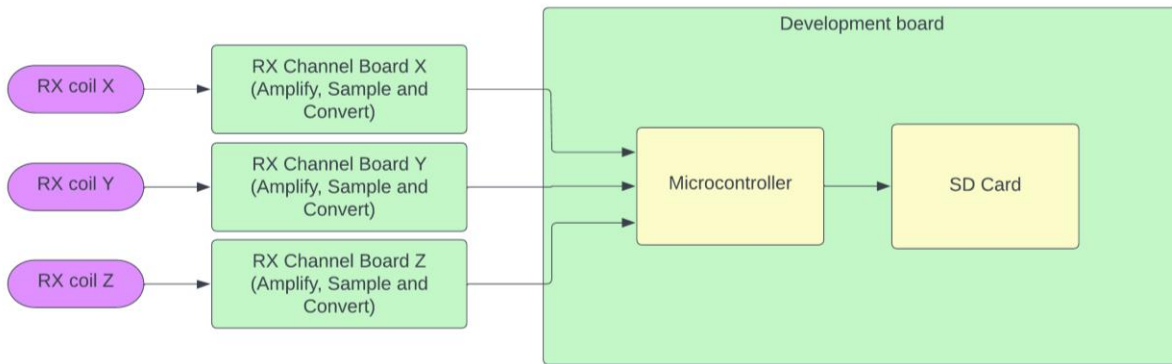 Development board
RX coil X
RX Channel Board X
(Amplify, Sample and
Convert)
RX coil Y
RX Channel Board Y
(Amplify, Sample and
Convert)
RX coil Z
RX Channel Board Z
(Amplify, Sample and
Convert)
Microcontroller
SD Card